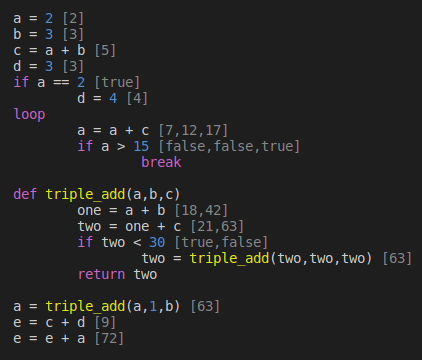 a = 2 [2]
b = 3 [3]
c = a + b [5]
d = 3 [3]
if a == 2 [true]
d = 4 [4]
loop
a = a + c [7,12,17]
if a > 15 [false,false,true]
break
def triple_add(a,b,c)
one = a + b [18,42]
two = one + c [21,63]
if two < 30 [true,false]
two = triple_add(two,two,two) [63]
return two
a = triple_add(a,1,b) [63]
e = c + d [9]
e = e + a [72]